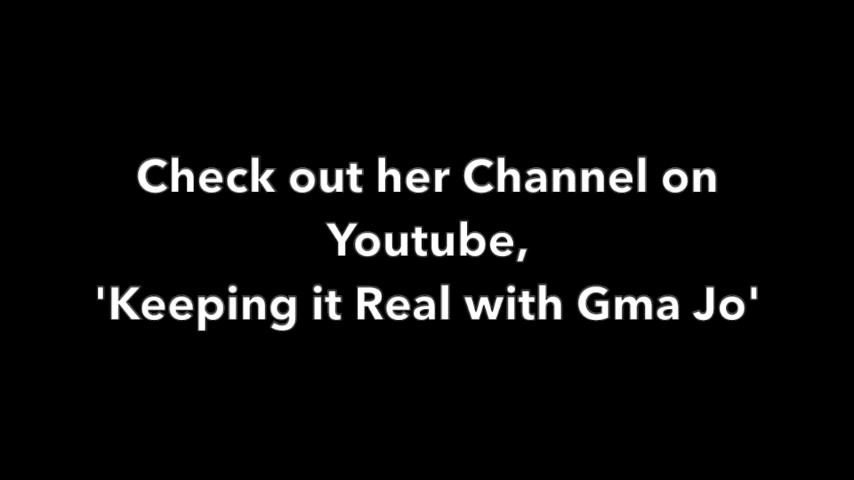 Check out her Channel on
Youtube,
'Keeping it Real with Gma Jo'